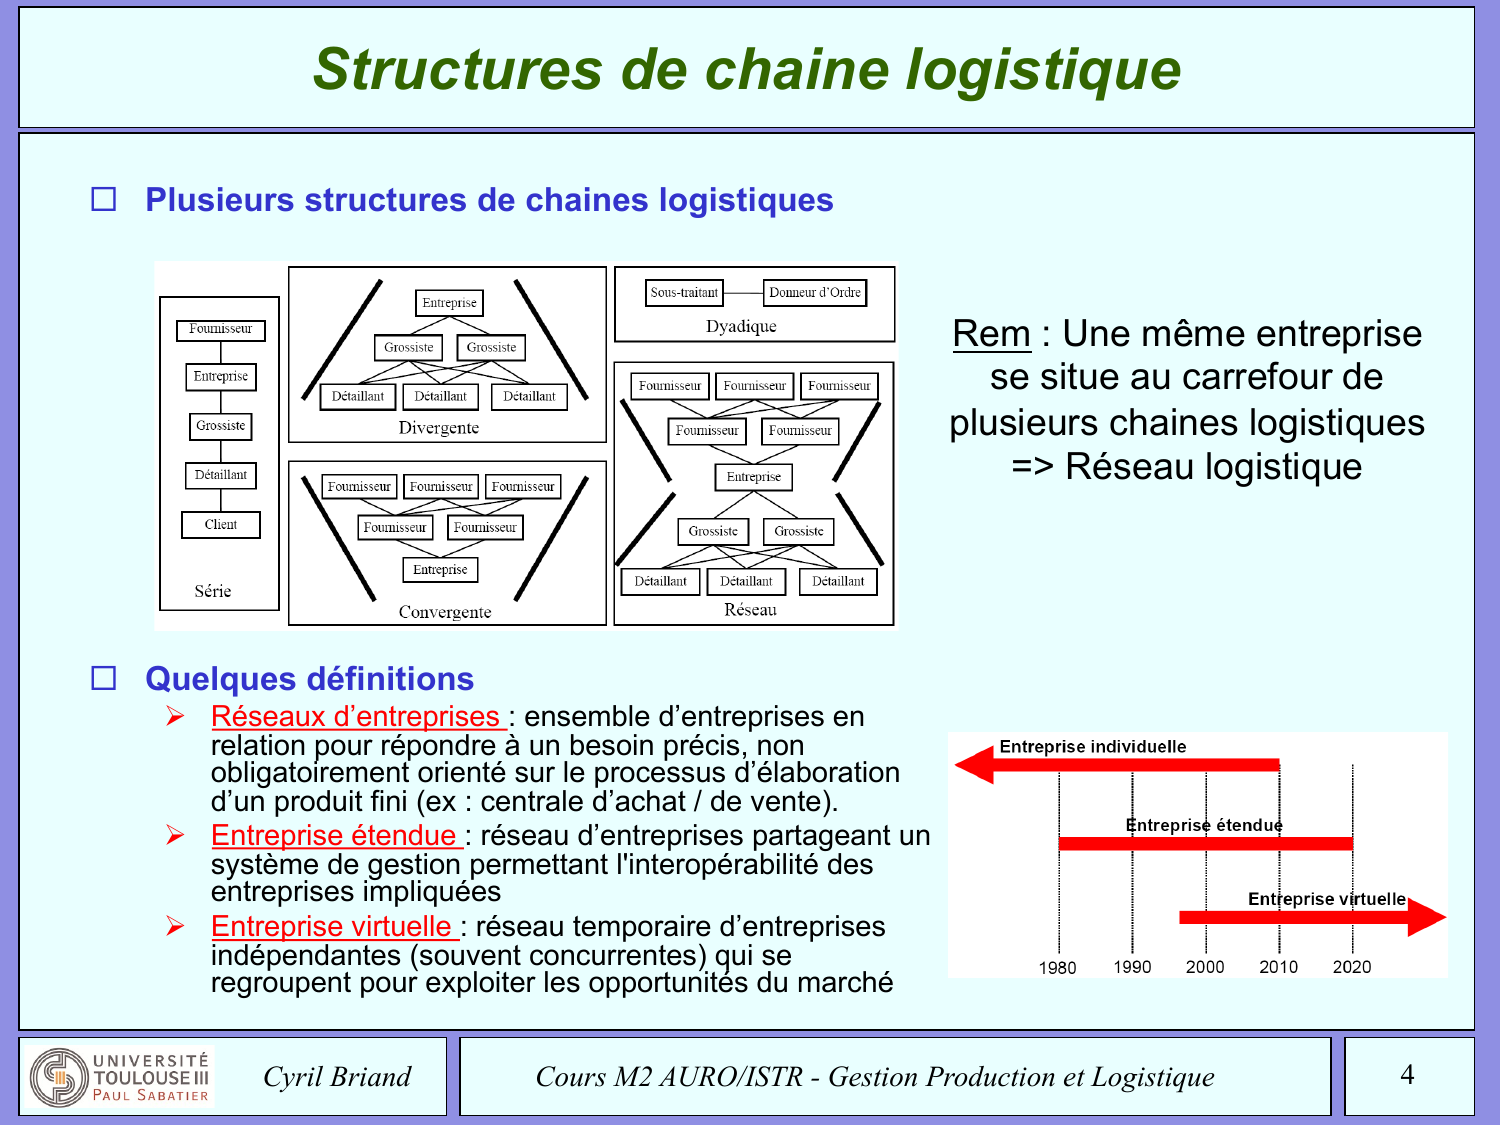 Structures de chaine logistique
☐ Plusieurs structures de chaines logistiques
Fournisseur
Entreprise
Grossiste
Détaillant
Client
Série
Entreprise
Grossiste Grossiste
Détaillant Détaillant Détaillant
Divergente
Fournisseur Fournisseur Fournisseur
Fournisseur Fournisseur
Entreprise
Convergente
Sous-traitant Donneur d'Ordre
Dyadique
Fournisseur Fournisseur Fournisseur
Fournisseur Fournisseur
Entreprise
Grossiste Grossiste
Détaillant Détaillant Détaillant
Réseau
Rem : Une même entreprise
se situe au carrefour de
plusieurs chaines logistiques
=> Réseau logistique
☐ Quelques définitions
➢ Réseaux d’entreprises : ensemble d’entreprises en
relation pour répondre à un besoin précis, non
obligatoirement orienté sur le processus d’élaboration
d’un produit fini (ex : centrale d’achat / de vente).
➢ Entreprise étendue : réseau d’entreprises partageant un
système de gestion permettant l'interopérabilité des
entreprises impliquées
➢ Entreprise virtuelle : réseau temporaire d’entreprises
indépendantes (souvent concurrentes) qui se
regroupent pour exploiter les opportunités du marché
Entreprise individuelle
Entreprise étendue
Entreprise virtuelle
1980 1990 2000 2010 2020
UNIVERSITÉ
TOULOUSE III
PAUL SABATIER
Cyril Briand
Cours M2 AURO/ISTR - Gestion Production et Logistique
4